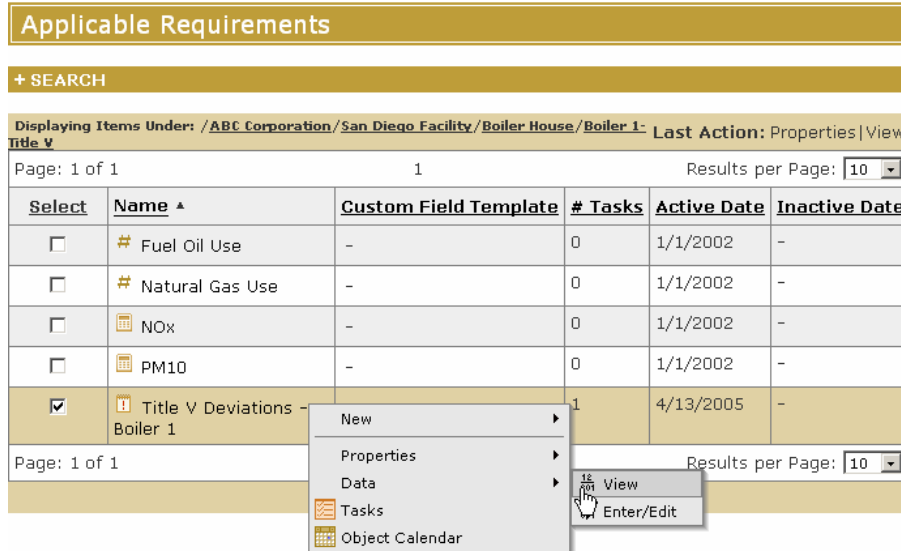 Applicable Requirements
+ SEARCH
Displaying Items Under: /ABC Corporation/San Diego Facility/Boiler House/Boiler 1- Last Action: Properties|View
Title V
Page: 1 of 1 1 Results per Page: 10
Select Name Custom Field Template # Tasks Active Date Inactive Date
# Fuel Oil Use - 0 1/1/2002 -
# Natural Gas Use - 0 1/1/2002 -
NOx - 0 1/1/2002 -
PM10 - 0 1/1/2002 -
Title V Deviations - 1 4/13/2005 -
Boiler 1
New
Page: 1 of 1 Properties Results per Page: 10
Data View
Tasks Enter/Edit
Object Calendar